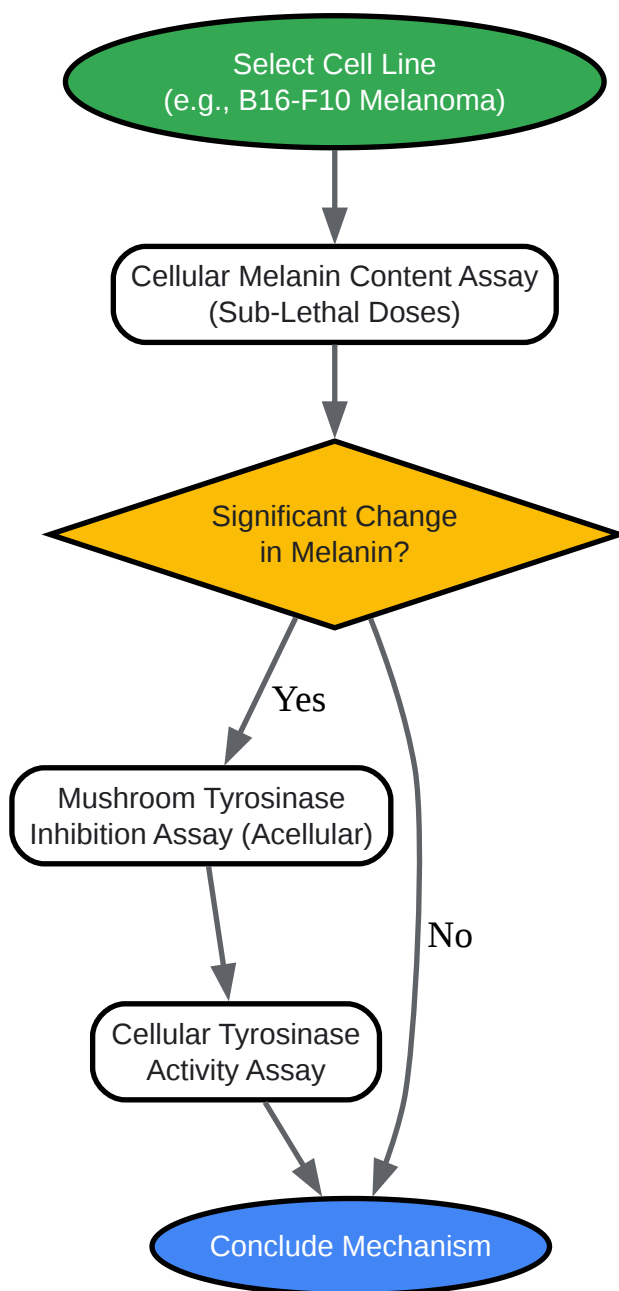 Select Cell Line
(e.g., B16-F10 Melanoma)
Cellular Melanin Content Assay
(Sub-Lethal Doses)
Significant Change
in Melanin?
Yes
Mushroom Tyrosinase
Inhibition Assay (Acellular)
No
Cellular Tyrosinase
Activity Assay
Conclude Mechanism